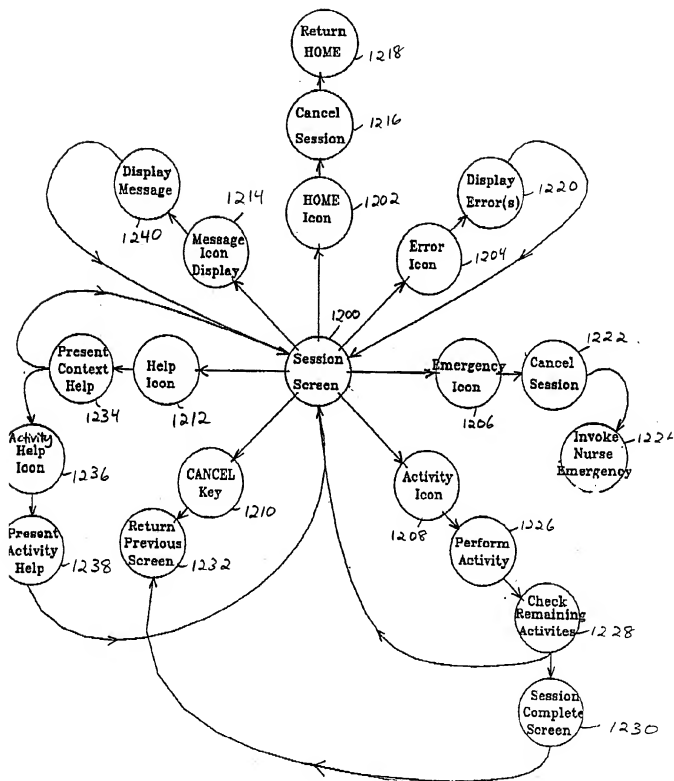 Return
HOME
1218
Cancel
Session
1216
Display
Message
1240
1214
Message
Icon
Display
HOME
Icon
1202
Display
Error(s)
1220
Error
Icon
1204
1200
Session
Screen
Present
Context
Help
1234
Help
Icon
1212
Emergency
Icon
1206
1222
Cancel
Session
Invoke
Nurse
Emergency
1224
Activity
Help
Icon
1236
CANCEL
Key
1210
Activity
Icon
1208
1226
Perform
Activity
Present
Activity
Help
1238
Return
Previous
Screen
1232
Check
Remaining
Activites
1228
Session
Complete
Screen
1230